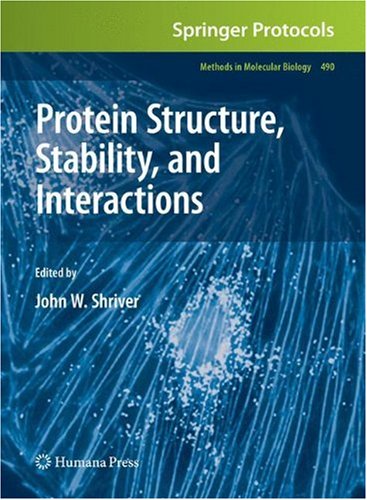 Springer Protocols
Methods in Molecular Biology 490
Protein Structure,
Stability, and
Interactions
Edited by
John W. Shriver
Humana Press